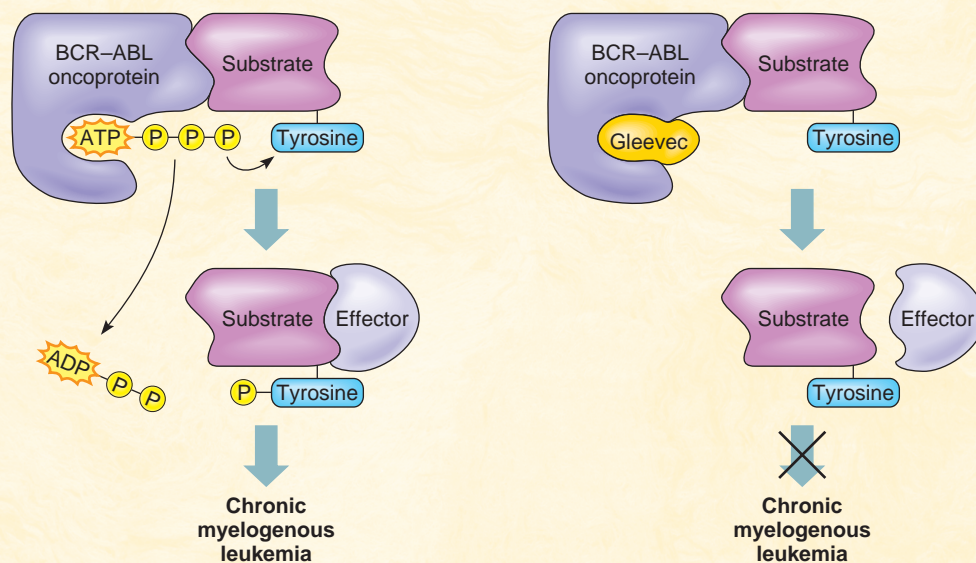 BCR–ABL
oncoprotein
Substrate
ATP
P
P
P
Tyrosine
Substrate
Effector
ADP
P
P
P
Tyrosine
Chronic
myelogenous
leukemia
BCR–ABL
oncoprotein
Substrate
Gleevec
Tyrosine
Substrate
Effector
Tyrosine
Chronic
myelogenous
leukemia